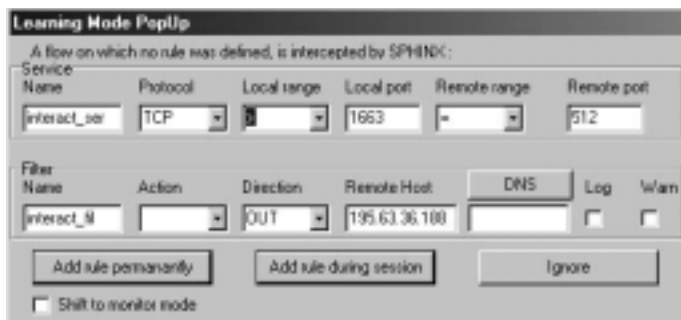 Learning Mode PopUp
A flow on which no rule was defined, is intercepted by SPHINX:
Service
Name Protocol Local range Local port Remote range Remote port
interact_ser TCP > 1663 = 512
Filter
Name Action Direction Remote Host DNS Log Warn
interact_fil OUT 195.63.36.188
Add rule permanantly Add rule during session Ignore
Shift to monitor mode